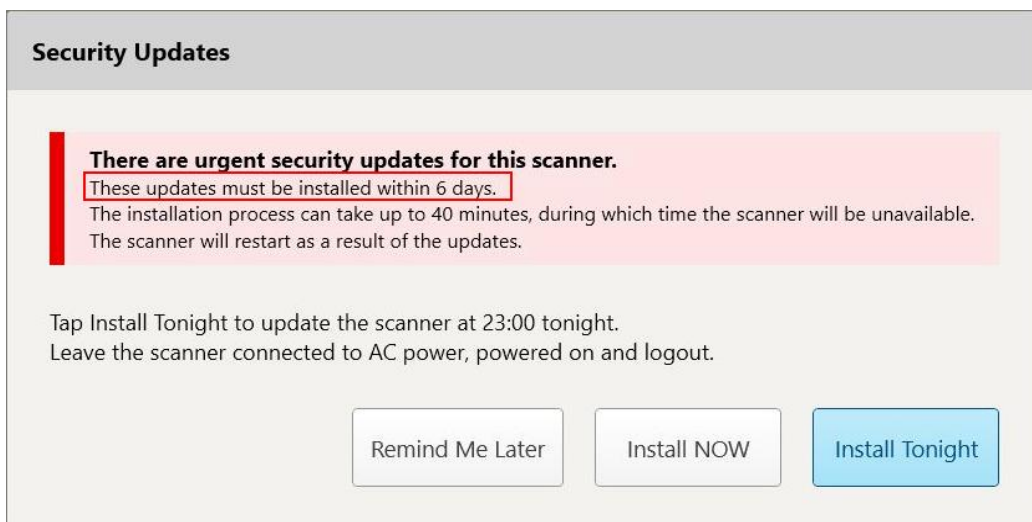 Security Updates
There are urgent security updates for this scanner.
These updates must be installed within 6 days.
The installation process can take up to 40 minutes, during which time the scanner will be unavailable.
The scanner will restart as a result of the updates.
Tap Install Tonight to update the scanner at 23:00 tonight.
Leave the scanner connected to AC power, powered on and logout.
Remind Me Later
Install NOW
Install Tonight